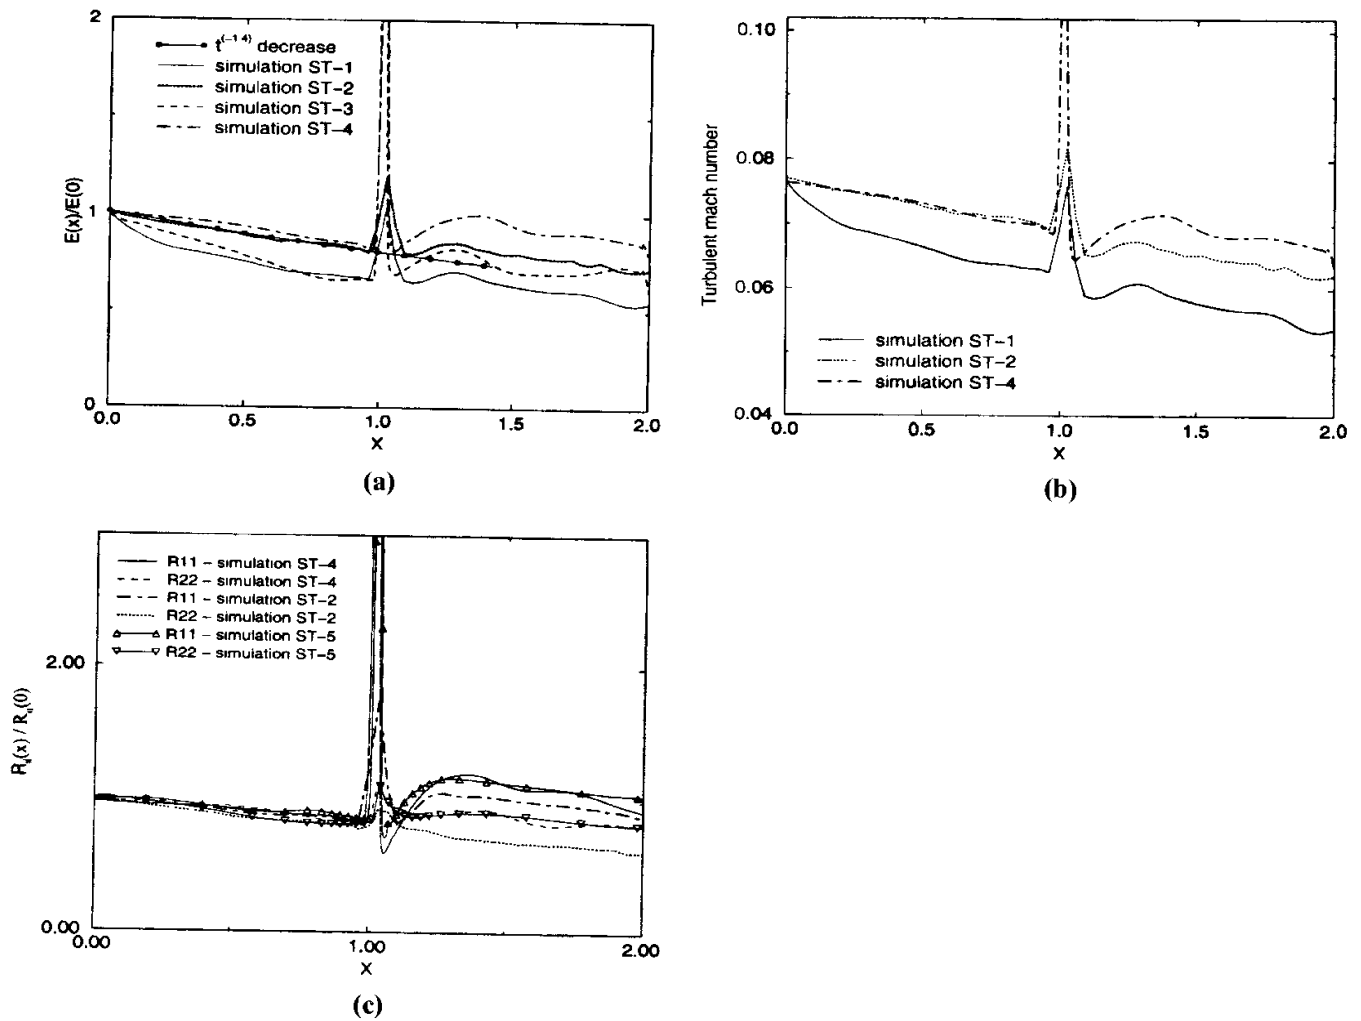 2
t(-1.4) decrease
simulation ST-1
simulation ST-2
simulation ST-3
simulation ST-4
E(x)/E(0)
1
0
0.0
0.5
1.0
1.5
2.0
X
(a)
0.10
0.08
0.06
0.04
Turbulent mach number
simulation ST-1
simulation ST-2
simulation ST-4
0.0
0.5
1.0
1.5
2.0
X
(b)
R11 - simulation ST-4
R22 - simulation ST-4
R11 - simulation ST-2
R22 - simulation ST-2
R11 - simulation ST-5
R22 - simulation ST-5
2.00
0.00
0.00
1.00
2.00
X
(c)